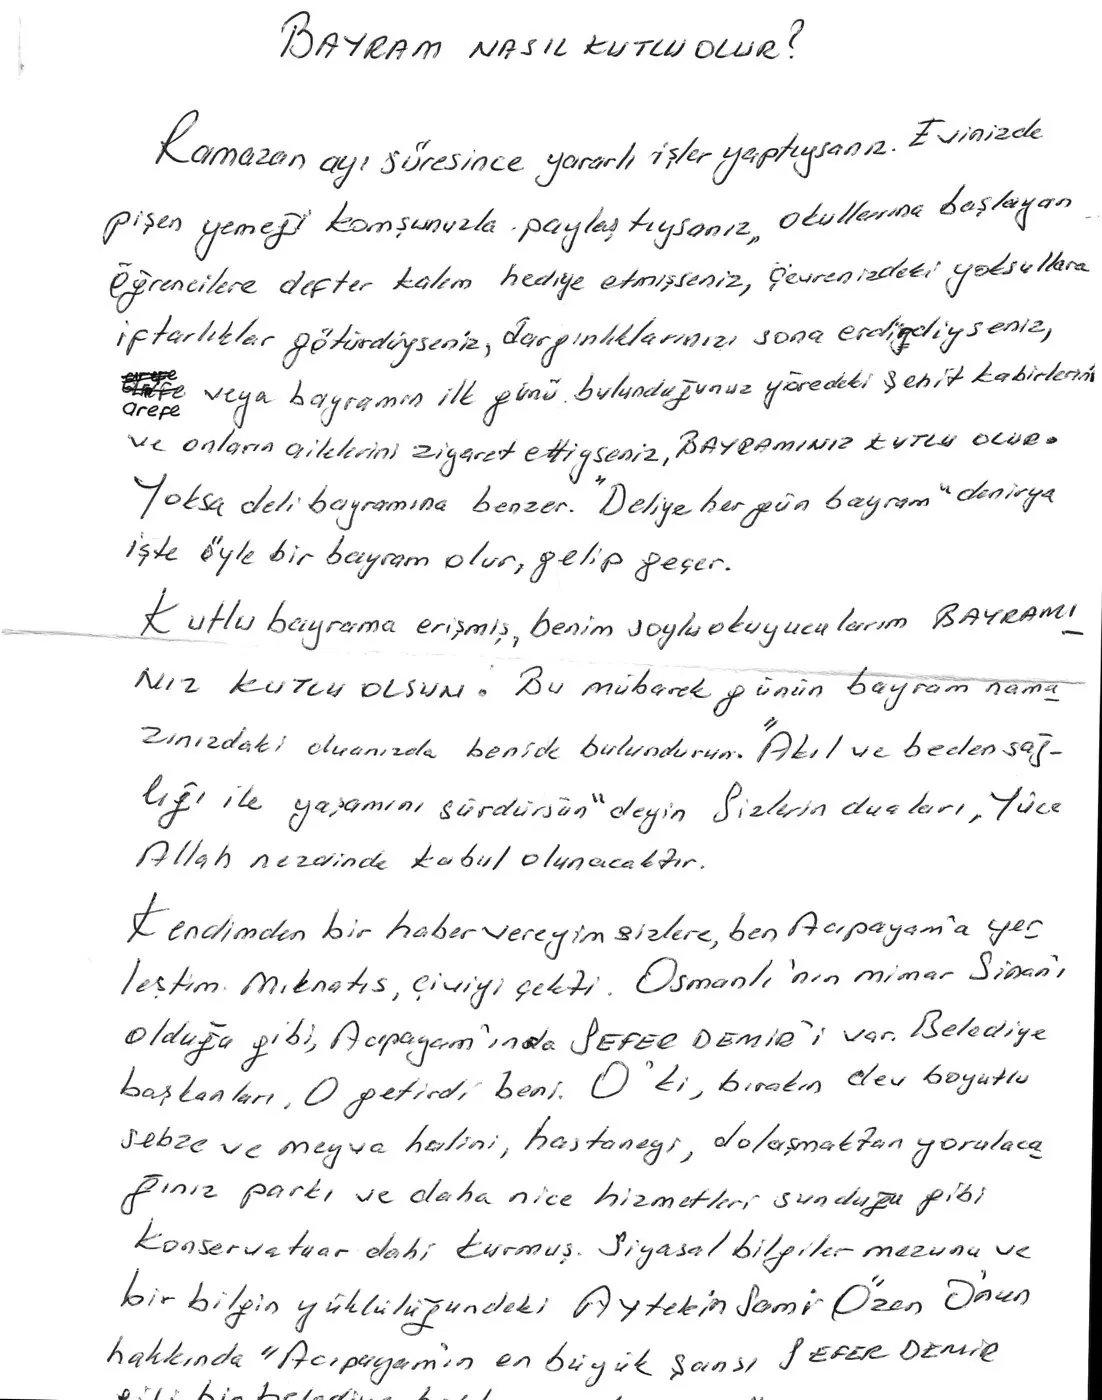 BAYRAM NASIL KUTLU OLUR?
Ramazan ayı süresince yararlı işler yaptıysanız. Evinizde
pişen yemeği komşunuzla paylaştıysanız, okullarına başlayan
öğrencilere defter kalem hediye etmişseniz, çevrenizdeki yoksullara
iftarlıklar götürdüyseniz, dargınlıklarınızı sona erdirdiyseniz,
arefe veya bayramın ilk günü bulunduğunuz yöredeki şehit kabirlerini
ve onların ailelerini ziyaret ettiyseniz, BAYRAMINIZ KUTLU OLUR.
Yoksa deli bayramına benzer. "Deliye her gün bayram" denirya
işte öyle bir bayram olur, gelip geçer.
Kutlu bayrama erişmiş, benim soylu okuyucularım BAYRAMI
NIZ KUTLU OLSUN. Bu mübarek günün bayram nama
zınızdaki duanızda benide bulundurun. "Akıl ve beden sağ-
lığı ile yaşamını sürdürsün" deyin Sizlerin duaları, Yüce
Allah nezdinde kabul olunacaktır.
Kendimden bir haber vereyim sizlere, ben Acıpayam'a yer
leştim. Mıknatıs, çiviyi çekti. Osmanlı'nın mimar Sinan'ı
olduğu gibi, Acıpayam'ında SEFER DEMİR'i var. Belediye
başkanları, O getirdi beni. O'ki, bırakın dev boyutlu
sebze ve meyva halini, hastaneyi, dolaşmaktan yorulaca
ğınız parkı ve daha nice hizmetleri sunduğu gibi
Konservatuar dahi kurmuş. Siyasal bilgiler mezunu ve
bir bilgin yüklülüğündeki Aytekin Sami Özen O'nun
hakkında "Acıpayam'ın en büyük şansı SEFER DEMİR
gibi bir belediye